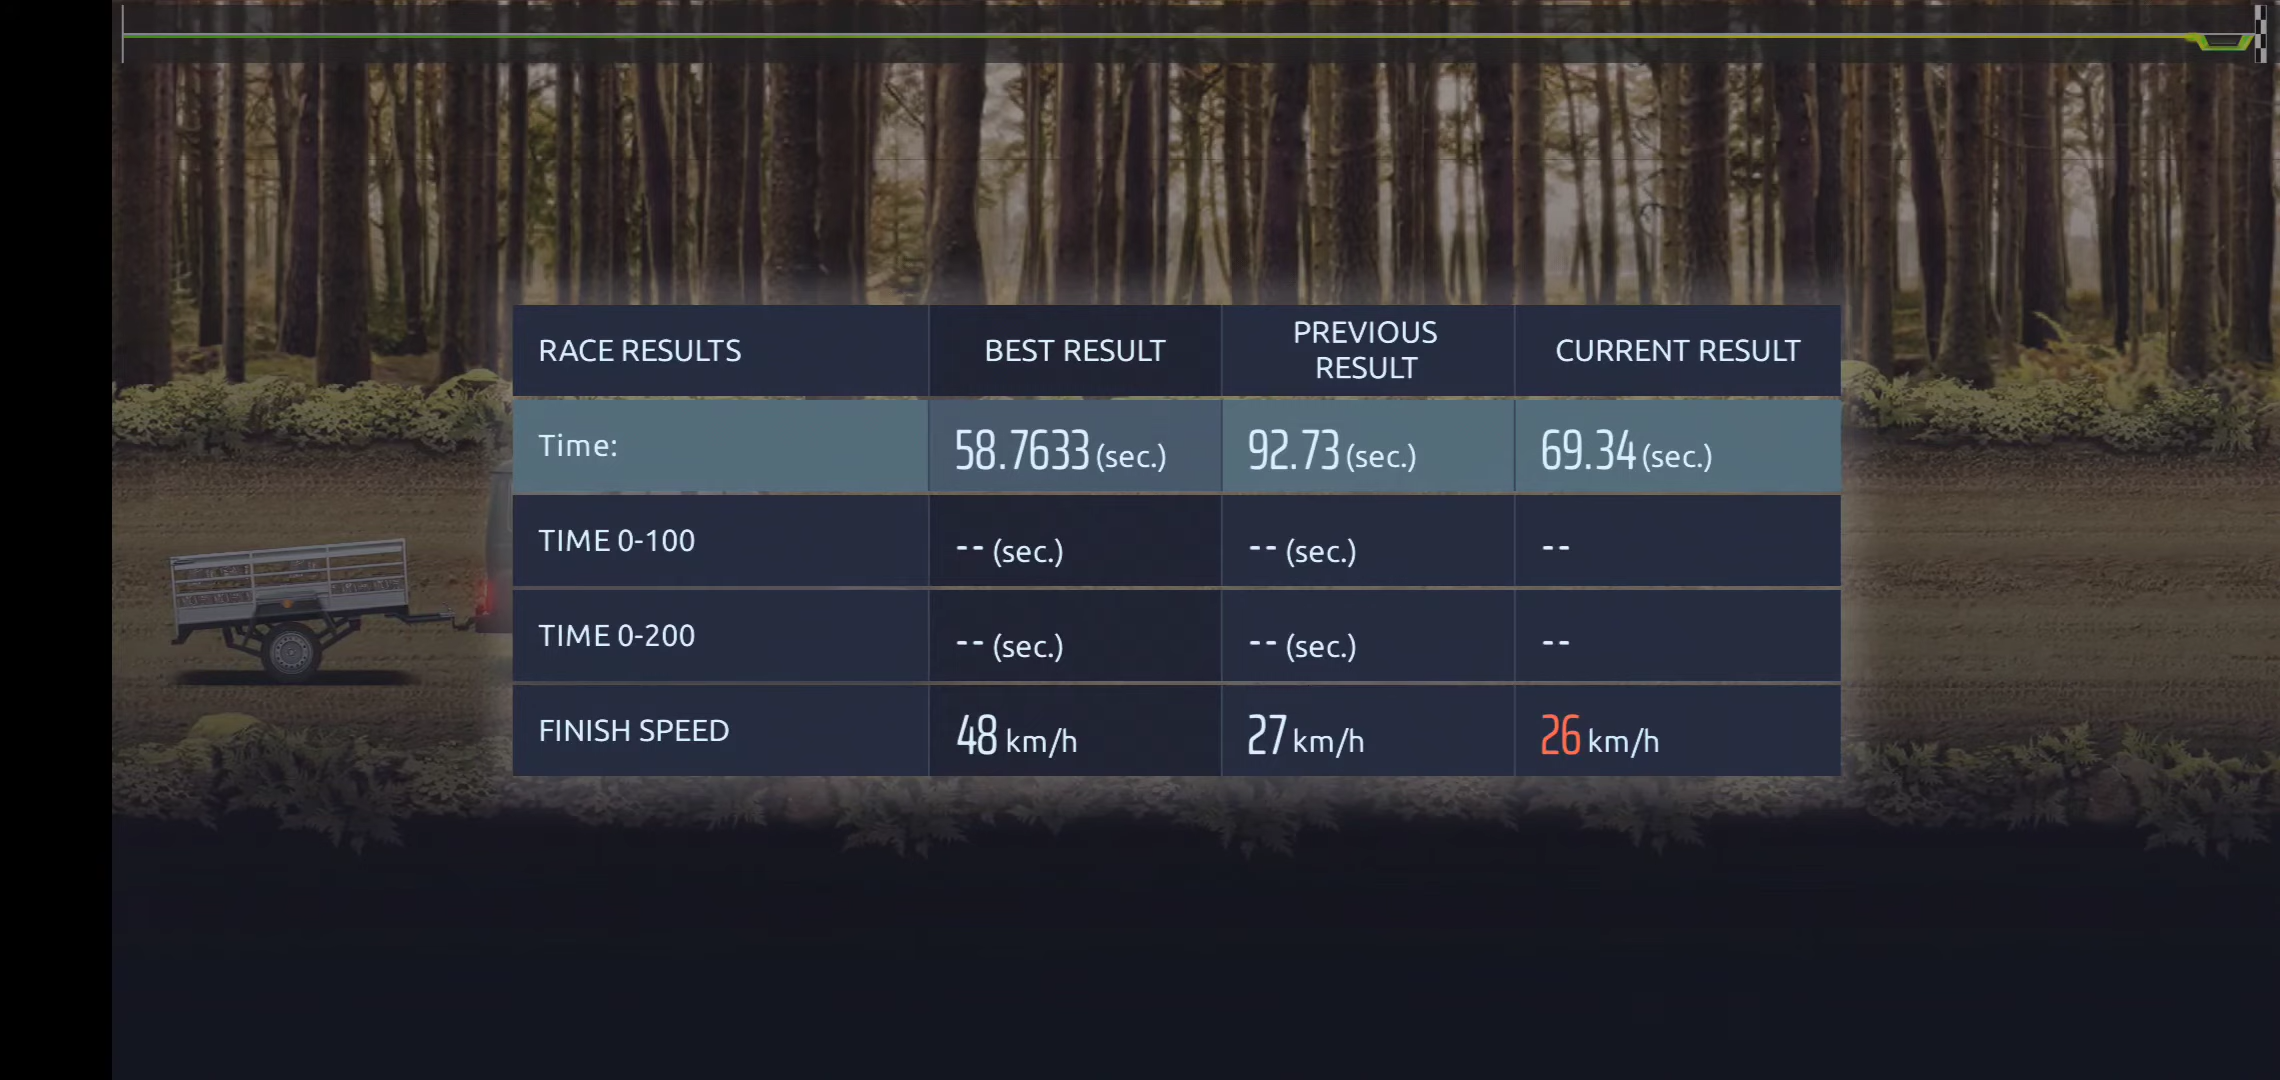 RACE RESULTS BEST RESULT PREVIOUS RESULT CURRENT RESULT
Time: 58.7633 (sec.) 92.73 (sec.) 69.34 (sec.)
TIME 0-100 -- (sec.) -- (sec.) --
TIME 0-200 -- (sec.) -- (sec.) --
FINISH SPEED 48 km/h 27 km/h 26 km/h